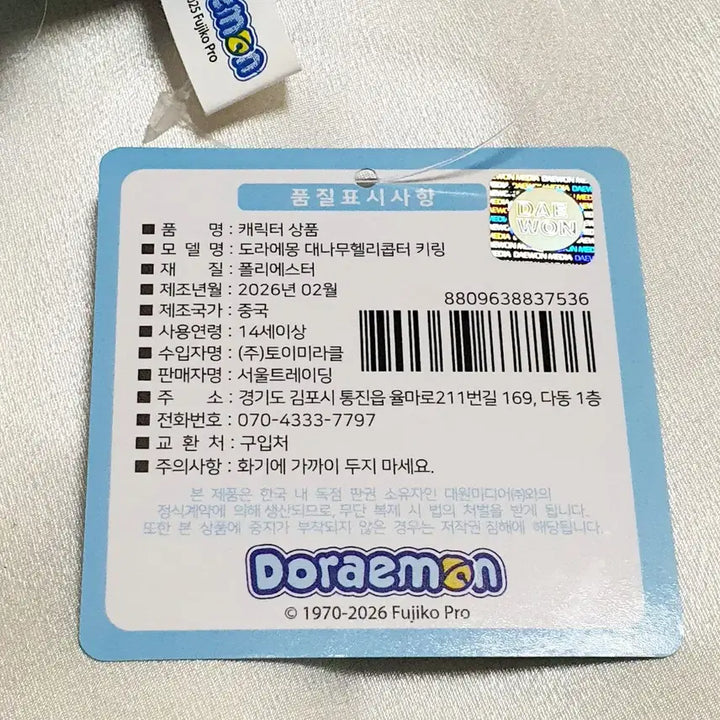 2025 Fujiko Pro
품질표시사항
DAE WON
■ 품 명 : 캐릭터 상품
■ 모 델 명 : 도라에몽 대나무헬리콥터 키링
■ 재 질 : 폴리에스터
■ 제조년월 : 2026년 02월
8809638837536
■ 제조국가 : 중국
■ 사용연령 : 14세이상
■ 수입자명 : (주)토이미라클
■ 판매자명 : 서울트레이딩
■ 주 소 : 경기도 김포시 통진읍 율마로211번길 169, 다동 1층
■ 전화번호 : 070-4333-7797
■ 교 환 처 : 구입처
■ 주의사항 : 화기에 가까이 두지 마세요.
본 제품은 한국 내 독점 판권 소유자인 대원미디어㈜와의
정식계약에 의해 생산되므로, 무단 복제 시 법의 처벌을 받게 됩니다.
또한 본 상품에 증지가 부착되지 않은 경우는 저작권 침해에 해당됩니다.
Doraemon
© 1970-2026 Fujiko Pro